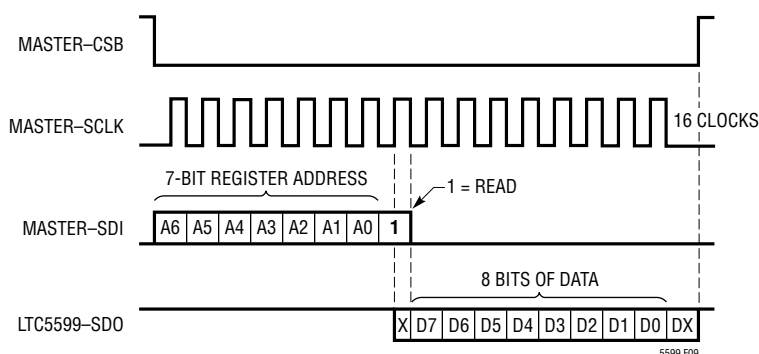 MASTER–CSB
MASTER–SCLK
16 CLOCKS
7-BIT REGISTER ADDRESS
1 = READ
MASTER–SDI
A6 A5 A4 A3 A2 A1 A0 1
8 BITS OF DATA
LTC5599–SDO
X D7 D6 D5 D4 D3 D2 D1 D0 DX
5599 F09